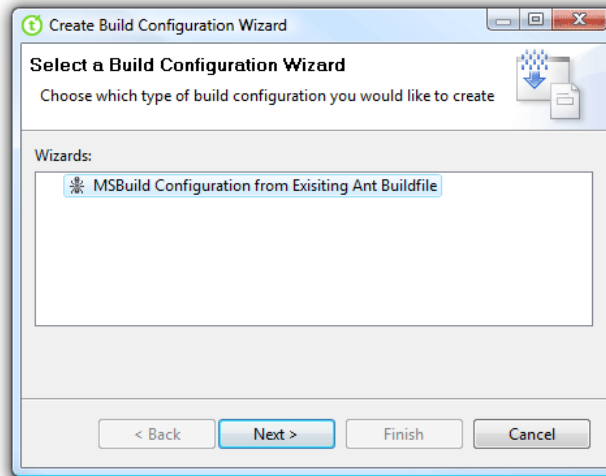 Create Build Configuration Wizard
Select a Build Configuration Wizard
Choose which type of build configuration you would like to create
Wizards:
MSBuild Configuration from Exisiting Ant Buildfile
< Back Next > Finish Cancel